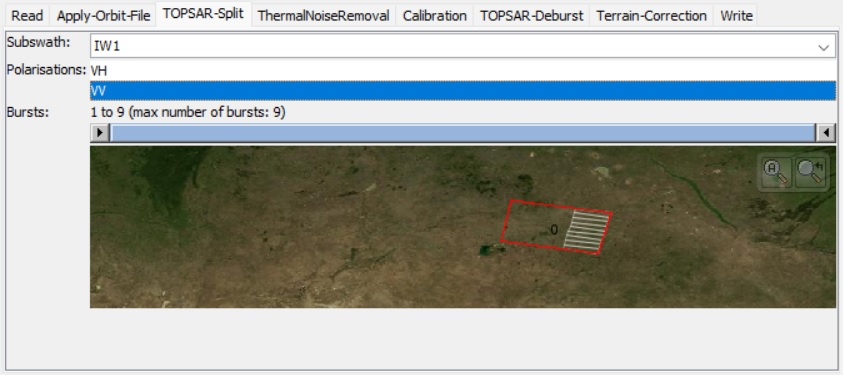 Read Apply-Orbit-File TOPSAR-Split ThermalNoiseRemoval Calibration TOPSAR-Deburst Terrain-Correction Write
Subswath: IW1
Polarisations: VH
VV
Bursts: 1 to 9 (max number of bursts: 9)
A
0